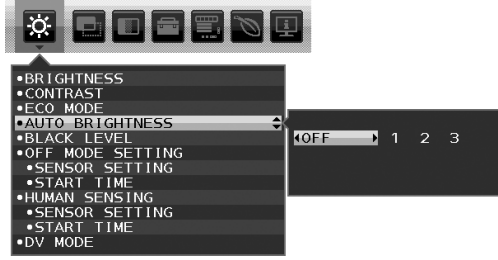 •BRIGHTNESS
•CONTRAST
•ECO MODE
•AUTO BRIGHTNESS
OFF 1 2 3
•BLACK LEVEL
•OFF MODE SETTING
•SENSOR SETTING
•START TIME
•HUMAN SENSING
•SENSOR SETTING
•START TIME
•DV MODE